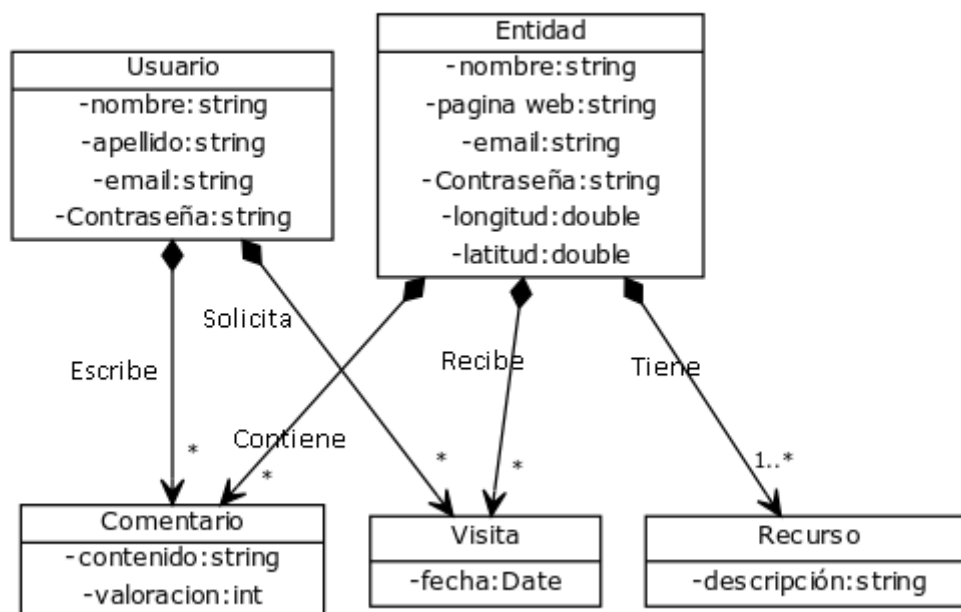 Usuario
-nombre:string
-apellido:string
-email:string
-Contraseña:string
Entidad
-nombre:string
-pagina web:string
-email:string
-Contraseña:string
-longitud:double
-latitud:double
Solicita
Escribe
Recibe
Tiene
Contiene
*
*
*
*
1..*
Comentario
-contenido:string
-valoracion:int
Visita
-fecha:Date
Recurso
-descripción:string